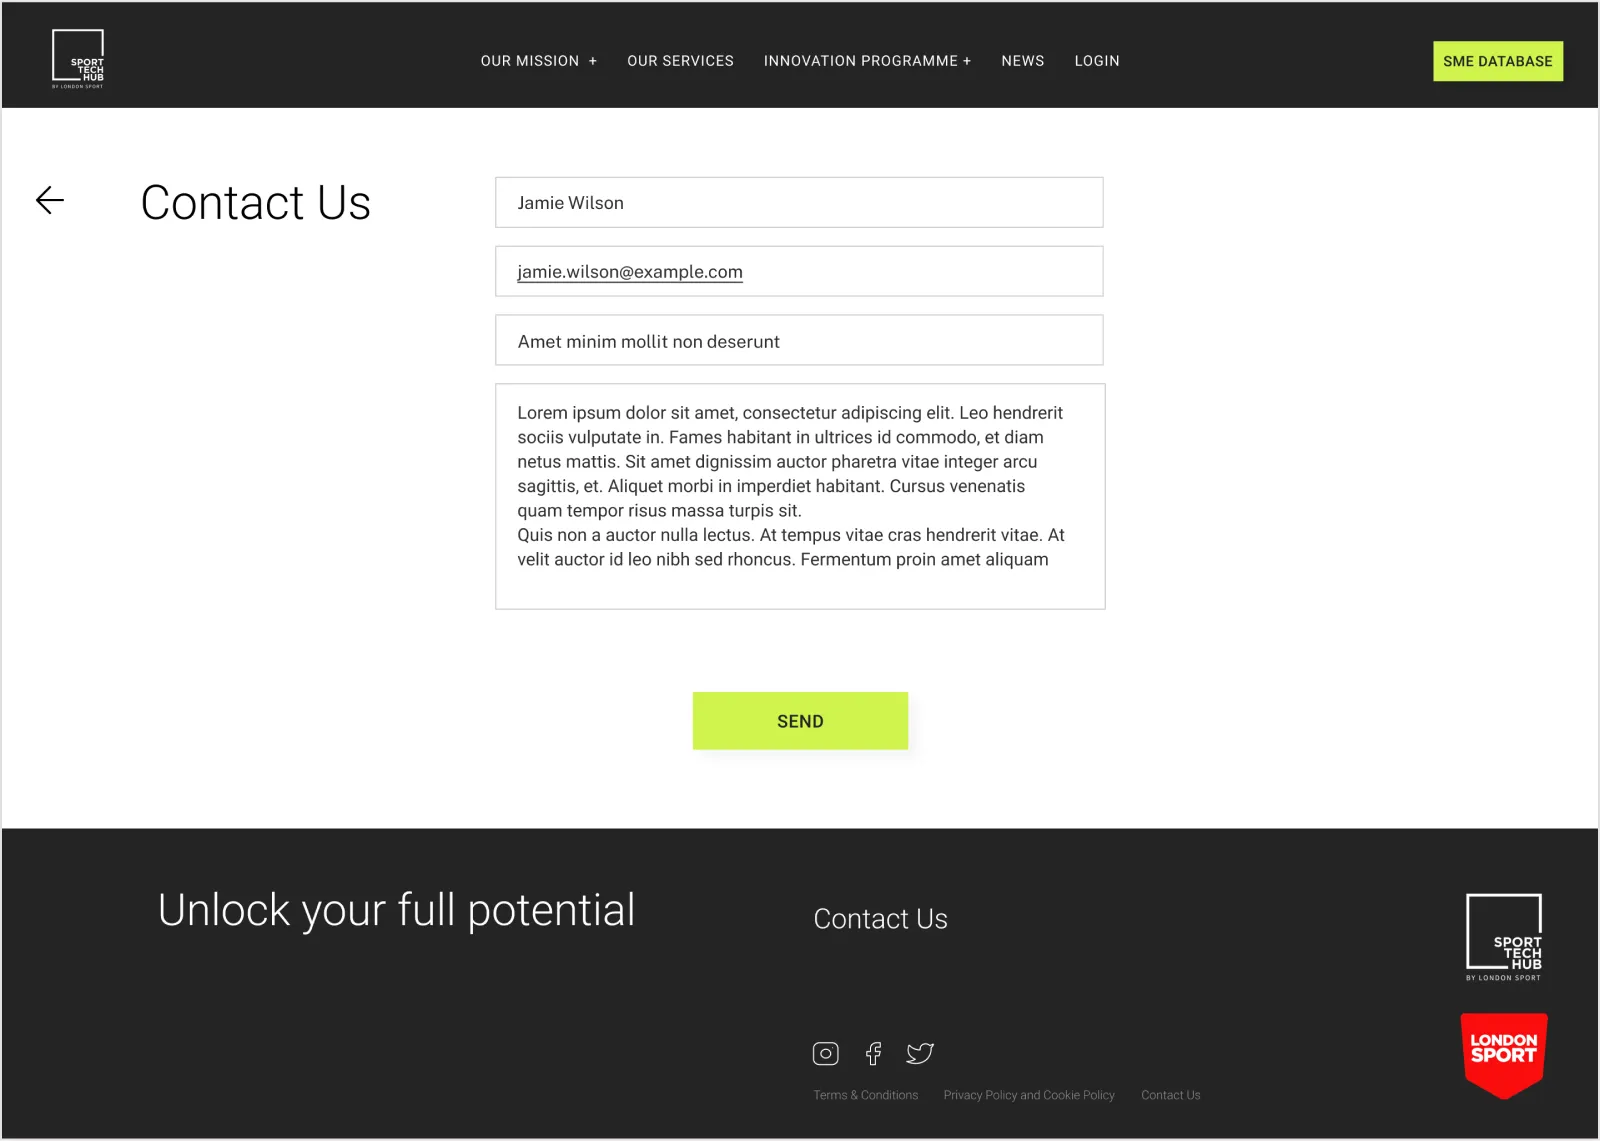 SPORT
TECH
HUB
BY LONDON SPORT
OUR MISSION +
OUR SERVICES
INNOVATION PROGRAMME +
NEWS
LOGIN
SME DATABASE
Contact Us
Jamie Wilson
jamie.wilson@example.com
Amet minim mollit non deserunt
Lorem ipsum dolor sit amet, consectetur adipiscing elit. Leo hendrerit
sociis vulputate in. Fames habitant in ultrices id commodo, et diam
netus mattis. Sit amet dignissim auctor pharetra vitae integer arcu
sagittis, et. Aliquet morbi in imperdiet habitant. Cursus venenatis
quam tempor risus massa turpis sit.
Quis non a auctor nulla lectus. At tempus vitae cras hendrerit vitae. At
velit auctor id leo nibh sed rhoncus. Fermentum proin amet aliquam
SEND
Unlock your full potential
Contact Us
Terms & Conditions
Privacy Policy and Cookie Policy
Contact Us
SPORT
TECH
HUB
BY LONDON SPORT
LONDON
SPORT